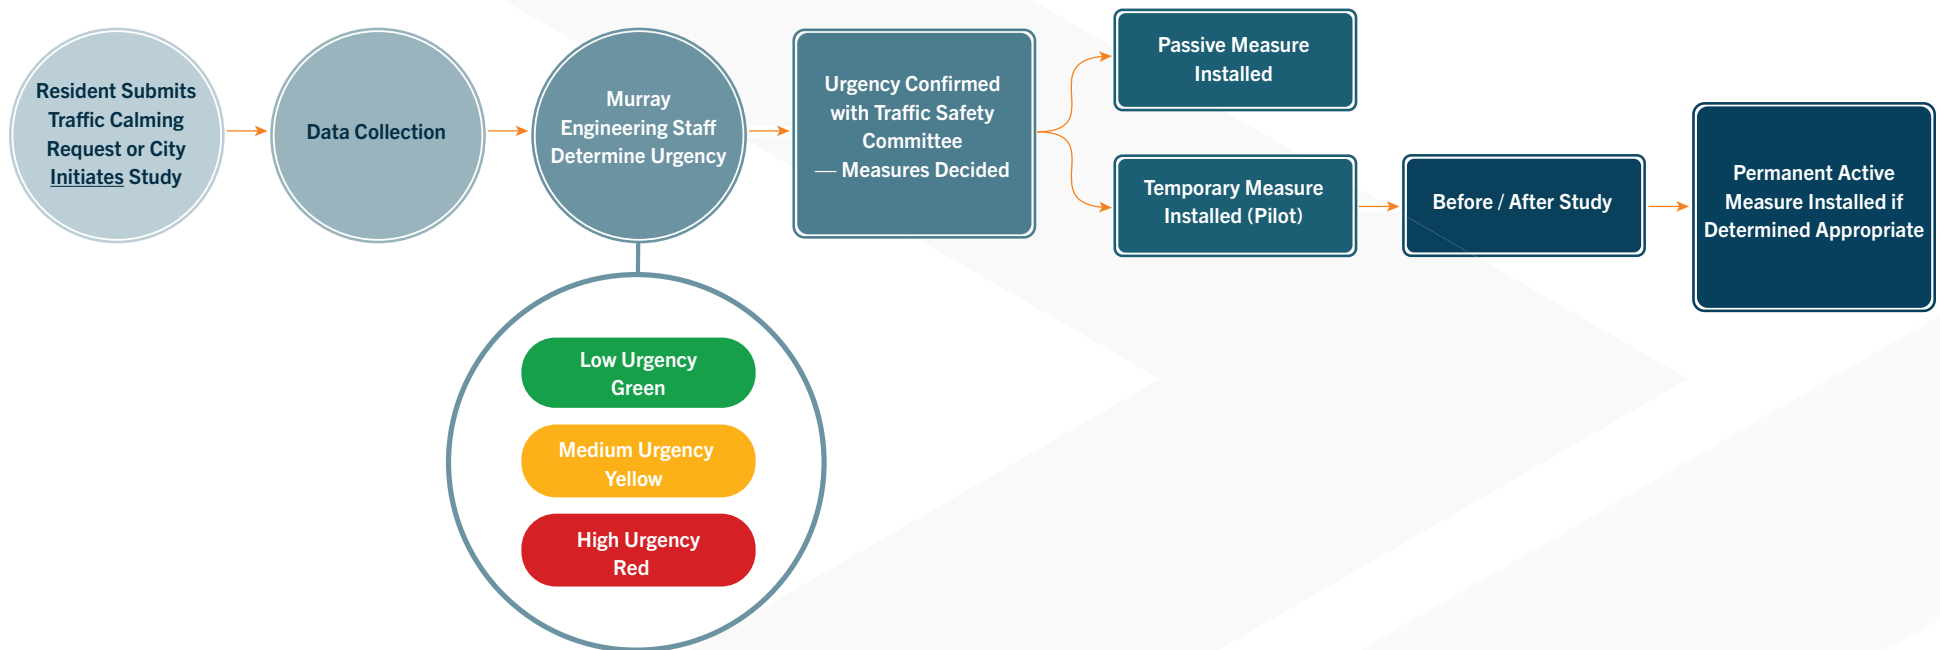 Resident Submits
Traffic Calming
Request or City
Initiates Study
Data Collection
Murray
Engineering Staff
Determine Urgency
Low Urgency
Green
Medium Urgency
Yellow
High Urgency
Red
Urgency Confirmed
with Traffic Safety
Committee
— Measures Decided
Passive Measure
Installed
Temporary Measure
Installed (Pilot)
Before / After Study
Permanent Active
Measure Installed if
Determined Appropriate